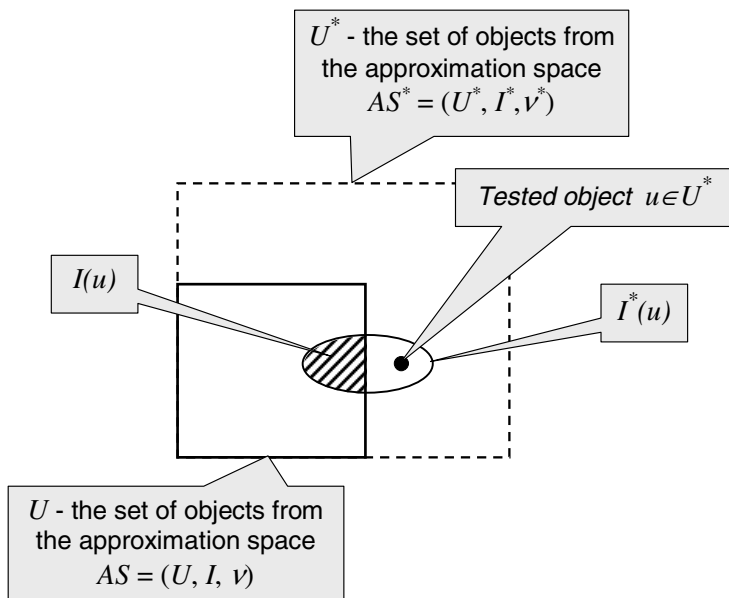 U* - the set of objects from
the approximation space
AS* = (U*, I*, ν*)
Tested object u∈U*
I(u)
I*(u)
U - the set of objects from
the approximation space
AS = (U, I, ν)